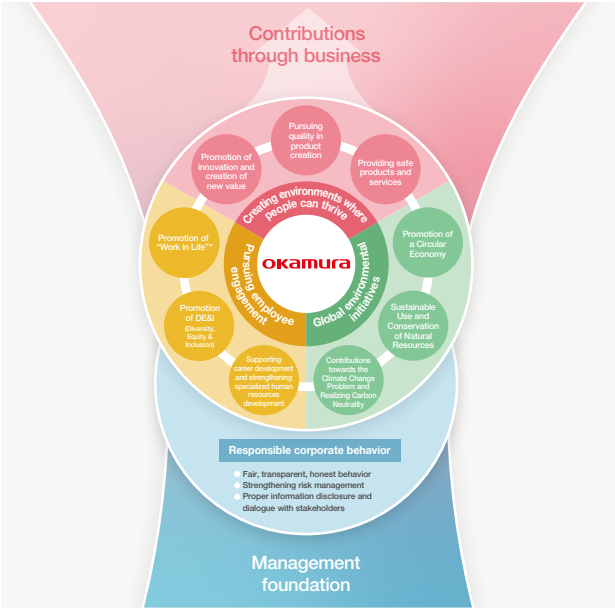 Contributions
through business
Pursuing
quality in
product
creation
Promotion of
innovation and
creation of
new value
Providing safe
products and
services
Creating environments where
people can thrive
Promotion of
"Work in Life"*
Promotion of
a Circular
Economy
OKAMURA
Pursuing employee
engagement
Global environmental
initiatives
Promotion
of DE&I
(Diversity,
Equity &
Inclusion)
Sustainable
Use and
Conservation
of Natural
Resources
Supporting
career development
and strengthening
specialized human
resources
development
Contributions
towards the
Climate Change
Problem and
Realizing Carbon
Neutrality
Responsible corporate behavior
● Fair, transparent, honest behavior
● Strengthening risk management
● Proper information disclosure and
dialogue with stakeholders
Management
foundation